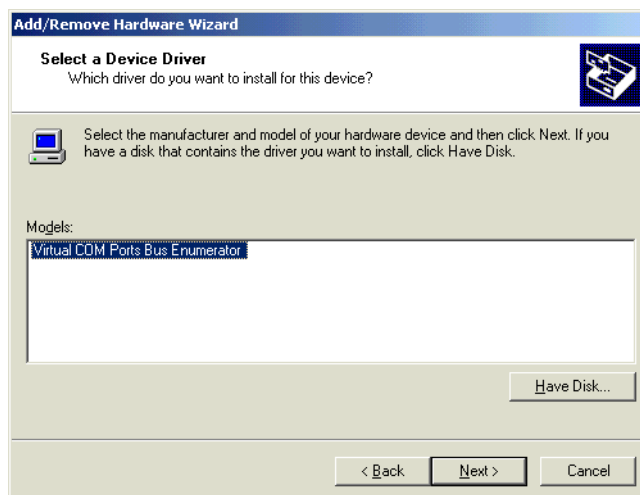 Add/Remove Hardware Wizard
Select a Device Driver
Which driver do you want to install for this device?
Select the manufacturer and model of your hardware device and then click Next. If you
have a disk that contains the driver you want to install, click Have Disk.
Models:
Virtual COM Ports Bus Enumerator
Have Disk...
< Back
Next >
Cancel